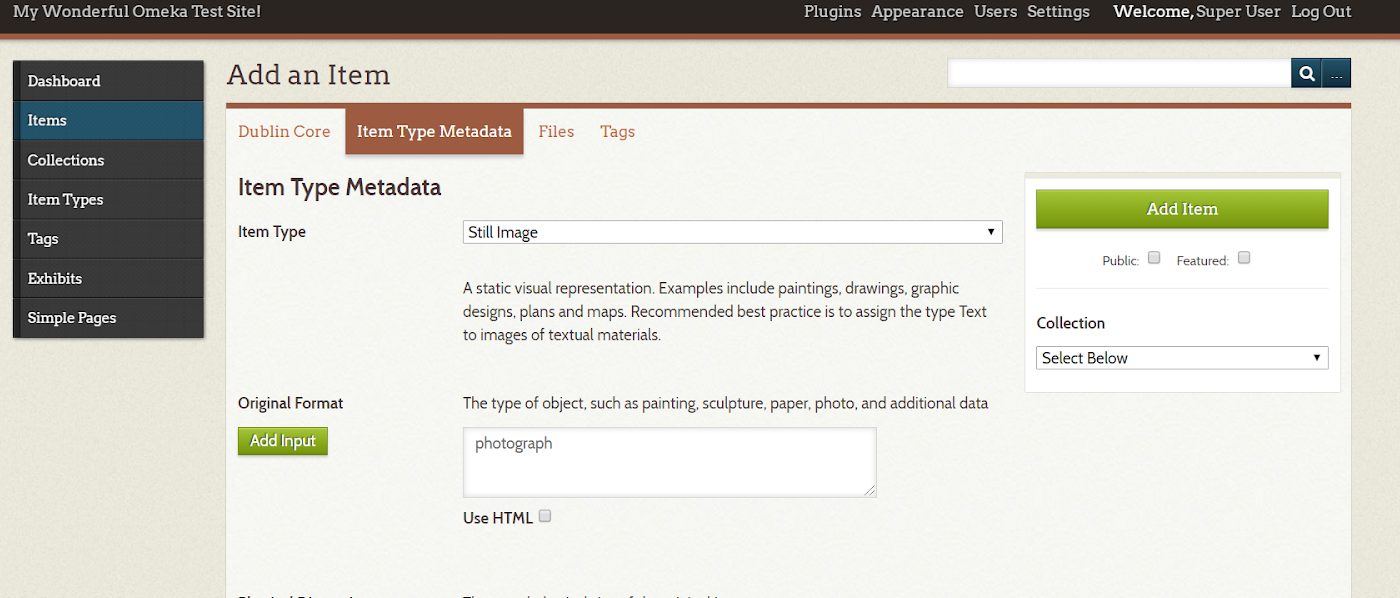 My Wonderful Omeka Test Site!
Plugins Appearance Users Settings Welcome, Super User Log Out
Dashboard
Items
Collections
Item Types
Tags
Exhibits
Simple Pages
Add an Item
...
Dublin Core Item Type Metadata Files Tags
Item Type Metadata
Item Type
Still Image
A static visual representation. Examples include paintings, drawings, graphic
designs, plans and maps. Recommended best practice is to assign the type Text
to images of textual materials.
Original Format
The type of object, such as painting, sculpture, paper, photo, and additional data
Add Input
photograph
Use HTML
Add Item
Public: Featured:
Collection
Select Below